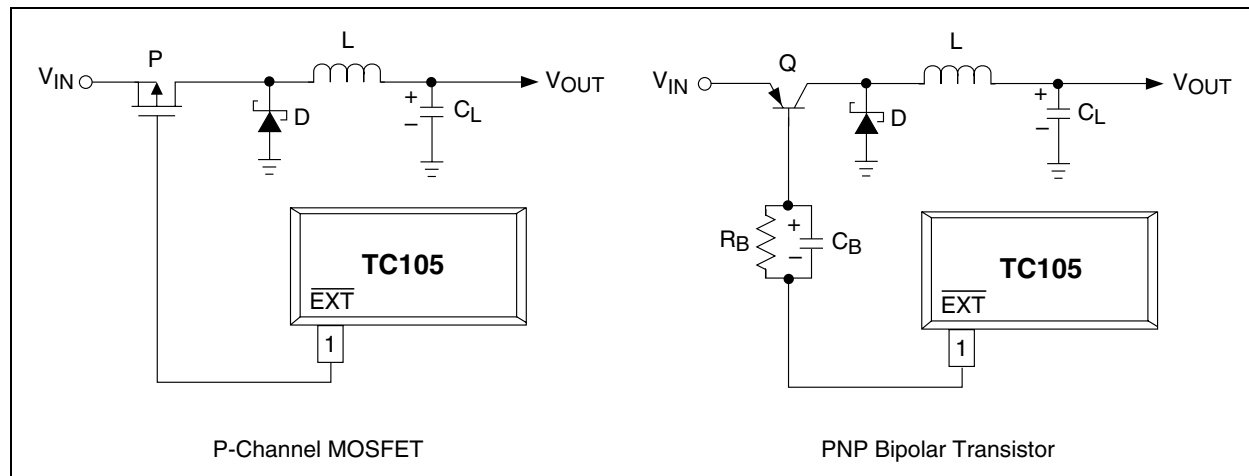 P
L
VIN
VOUT
+
−
CL
D
TC105
EXT
1
P-Channel MOSFET
Q
L
VIN
VOUT
+
−
CL
D
RB
+
−
CB
TC105
EXT
1
PNP Bipolar Transistor